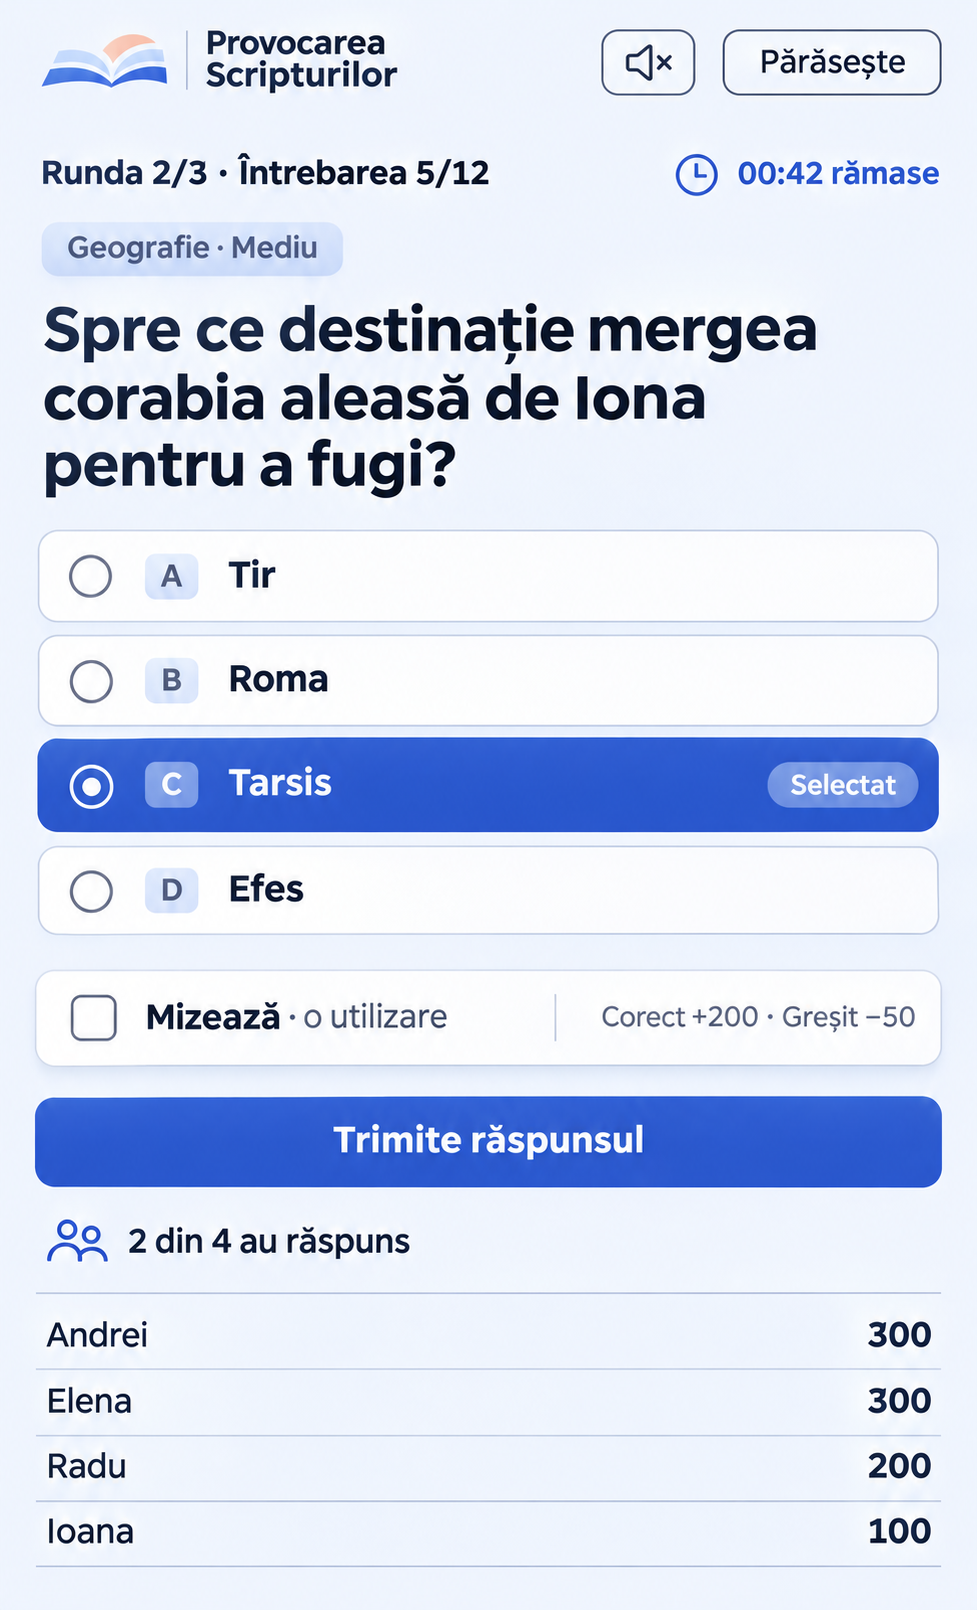 Provocarea
Scripturilor
Părăsește
Runda 2/3 · Întrebarea 5/12
00:42 rămase
Geografie · Mediu
Spre ce destinație mergea
corabia aleasă de Iona
pentru a fugi?
A Tir
B Roma
C Tarsis Selectat
D Efes
Mizează · o utilizare Corect +200 · Greșit −50
Trimite răspunsul
2 din 4 au răspuns
Andrei 300
Elena 300
Radu 200
Ioana 100